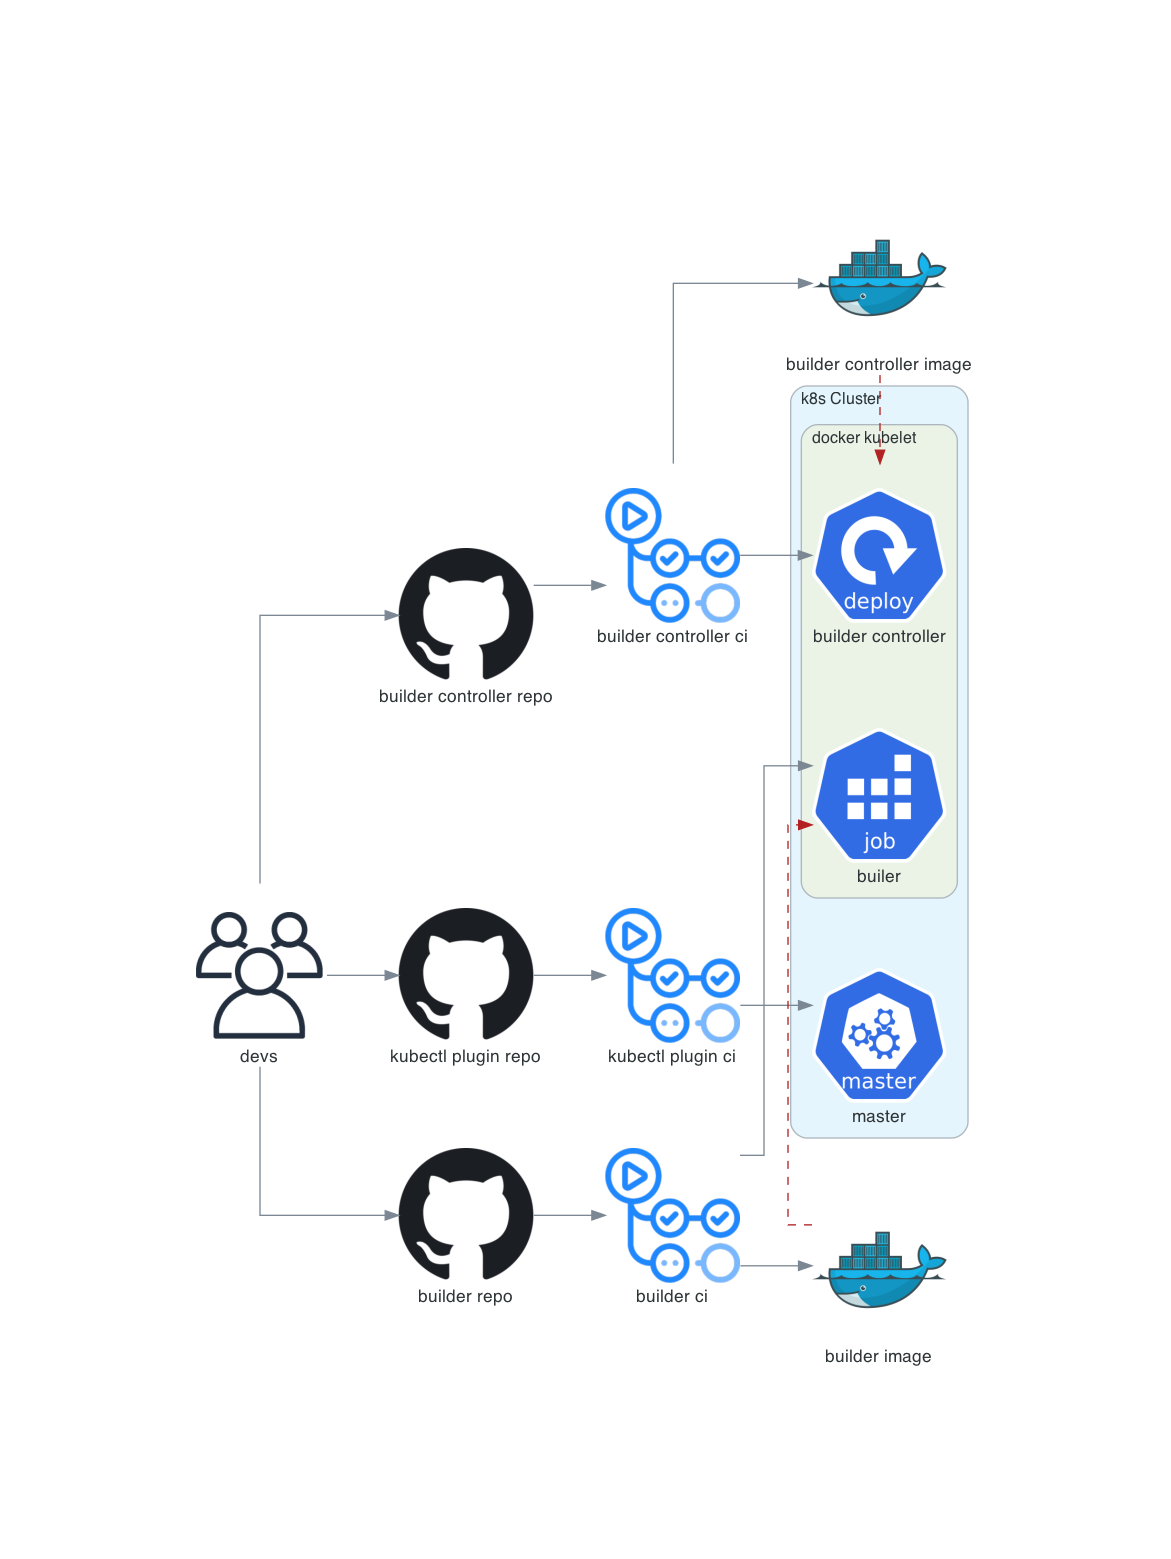 builder controller image
k8s Cluster
docker kubelet
deploy
builder controller
builder controller ci
builder controller repo
job
builer
devs
kubectl plugin repo
kubectl plugin ci
master
master
builder repo
builder ci
builder image